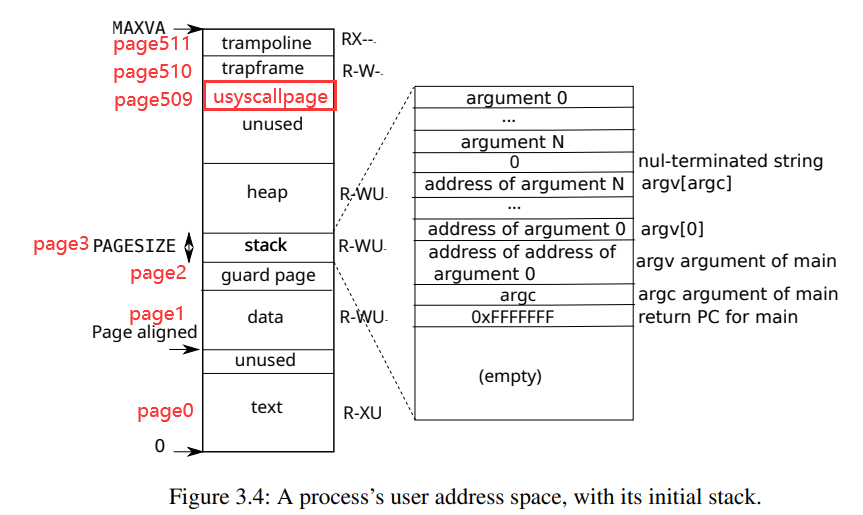 MAXVA
page511
trampoline
RX--
page510
trapframe
R-W-
page509
usyscallpage
unused
heap
R-WU
page3
PAGESIZE
stack
R-WU
page2
guard page
page1
data
R-WU
Page aligned
unused
page0
text
R-XU
0
argument 0
...
argument N
0
nul-terminated string
address of argument N
argv[argc]
...
address of argument 0
argv[0]
address of address of
argument 0
argv argument of main
argc
argc argument of main
0xFFFFFFF
return PC for main
(empty)
Figure 3.4: A process's user address space, with its initial stack.